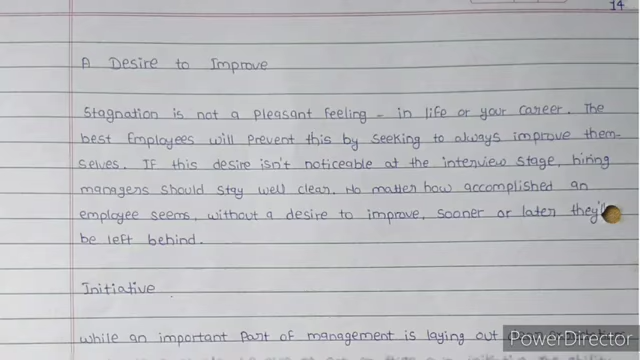 14
A Desire to Improve
Stagnation is not a pleasant feeling - in life or your career. The
best Employees will prevent this by seeking to always improve them-
selves. If this desire isn't noticeable at the interview stage, hiring
managers should stay well clear. No matter how accomplished an
employee seems, without a desire to improve, sooner or later they'll
be left behind.
Initiative
while an important part of management is laying out
PowerDirector